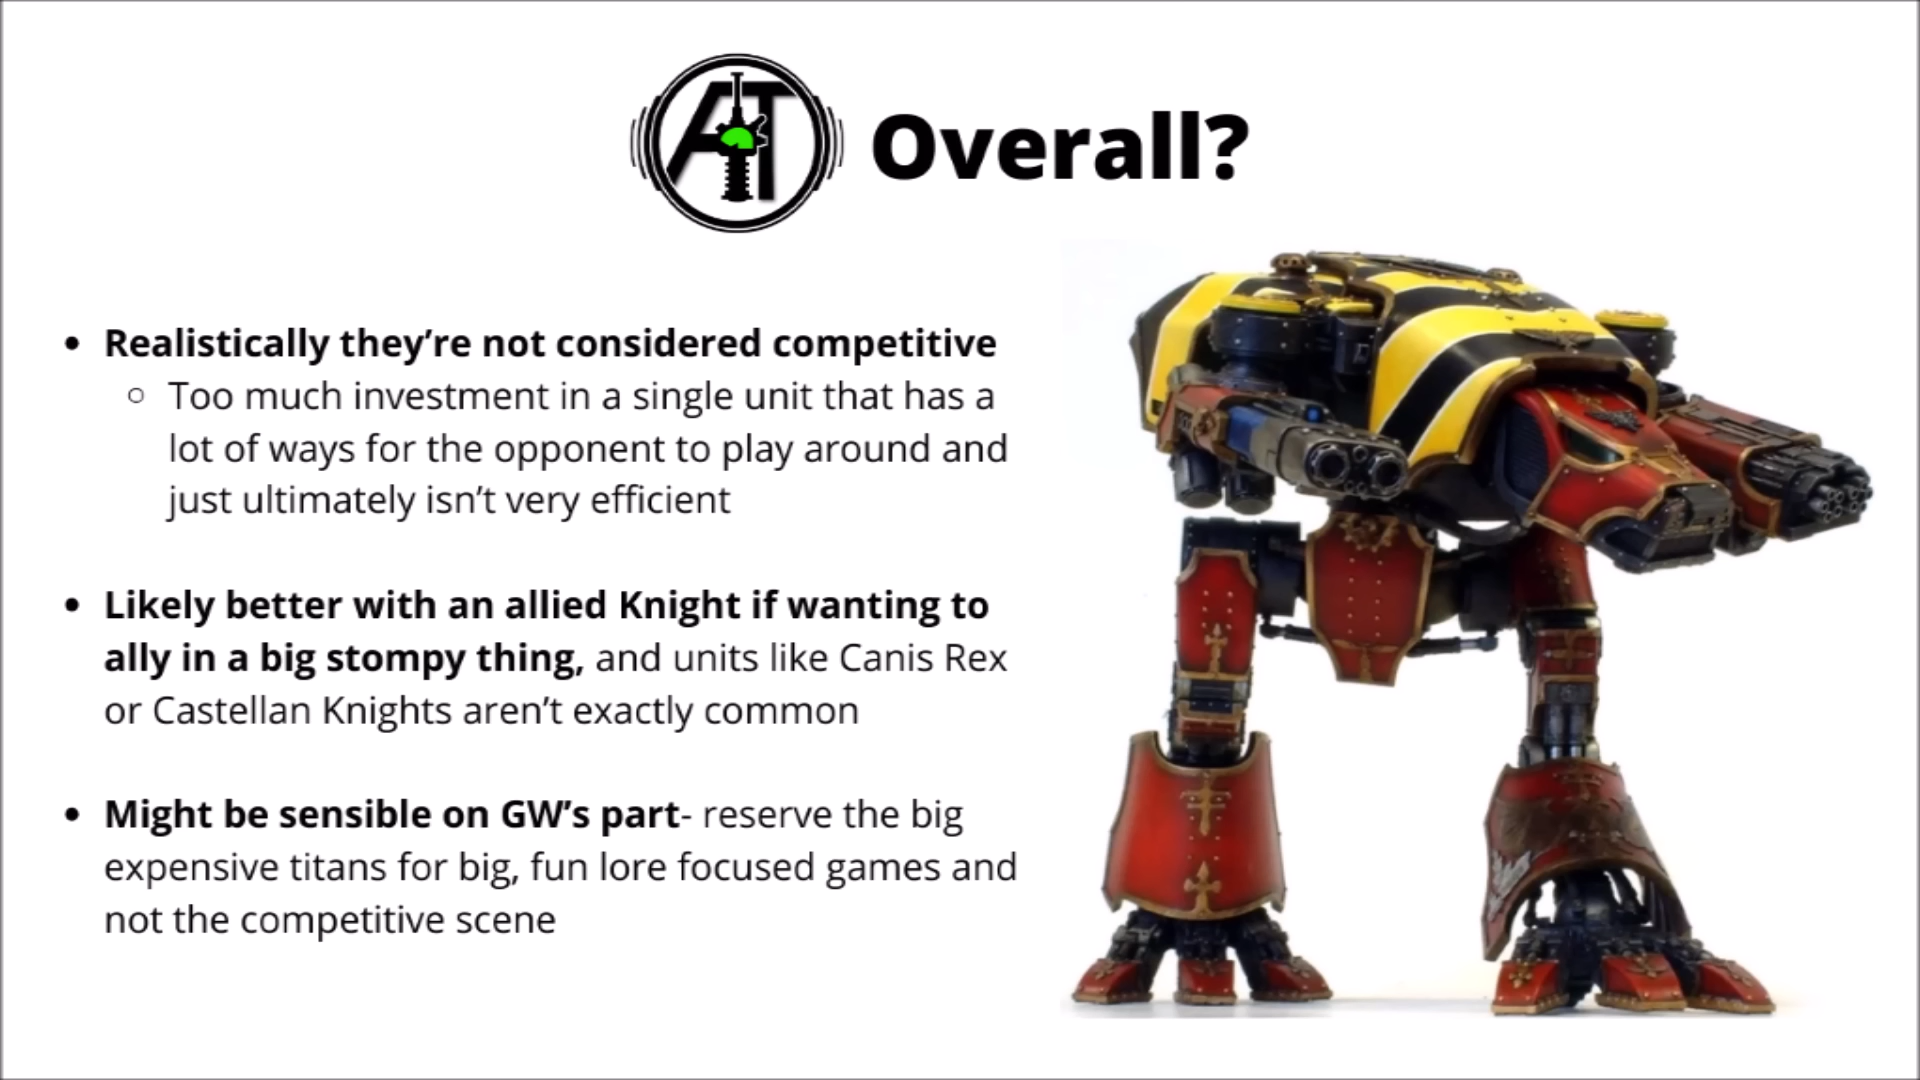 AT
Overall?
Realistically they’re not considered competitive
Too much investment in a single unit that has a
lot of ways for the opponent to play around and
just ultimately isn’t very efficient
Likely better with an allied Knight if wanting to
ally in a big stompy thing, and units like Canis Rex
or Castellan Knights aren’t exactly common
Might be sensible on GW’s part- reserve the big
expensive titans for big, fun lore focused games and
not the competitive scene